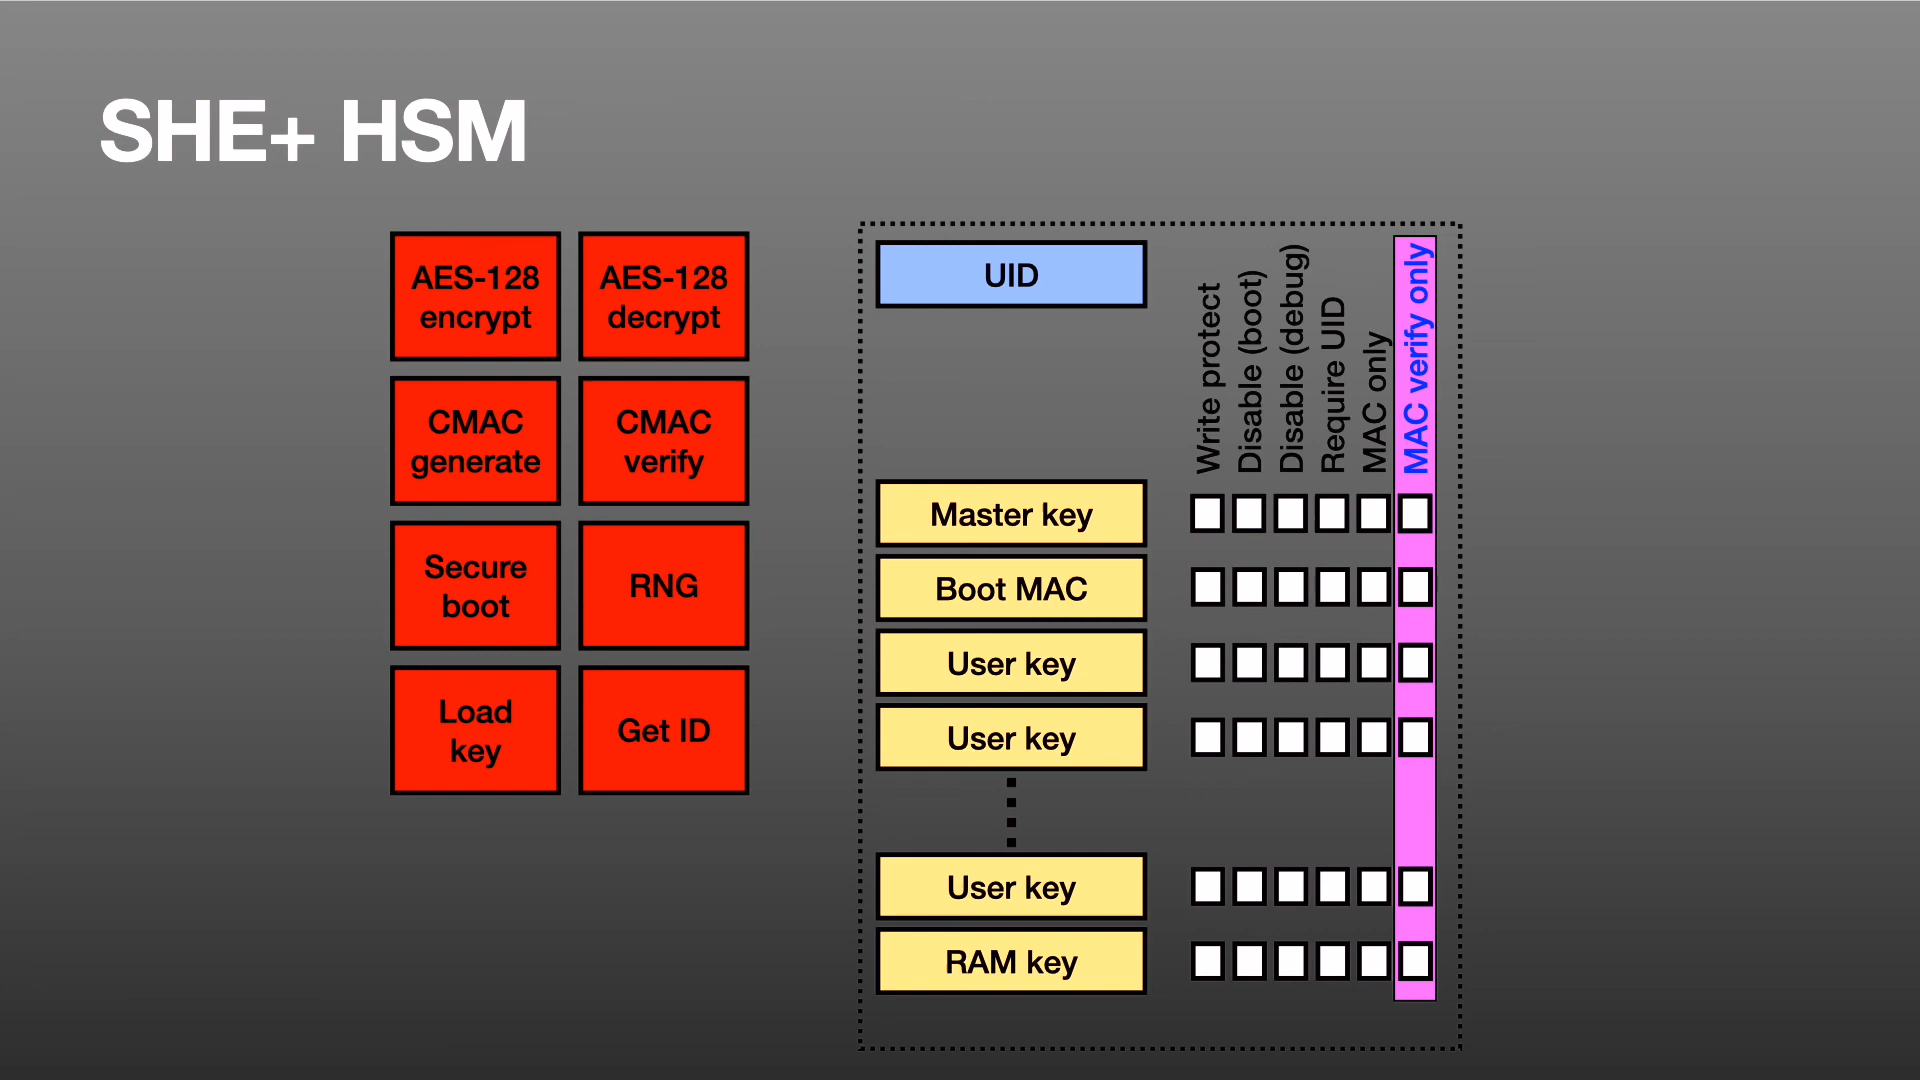 SHE+ HSM
AES-128
encrypt
AES-128
decrypt
CMAC
generate
CMAC
verify
Secure
boot
RNG
Load
key
Get ID
UID
Write protect
Disable (boot)
Disable (debug)
Require UID
MAC only
MAC verify only
Master key
Boot MAC
User key
User key
User key
RAM key